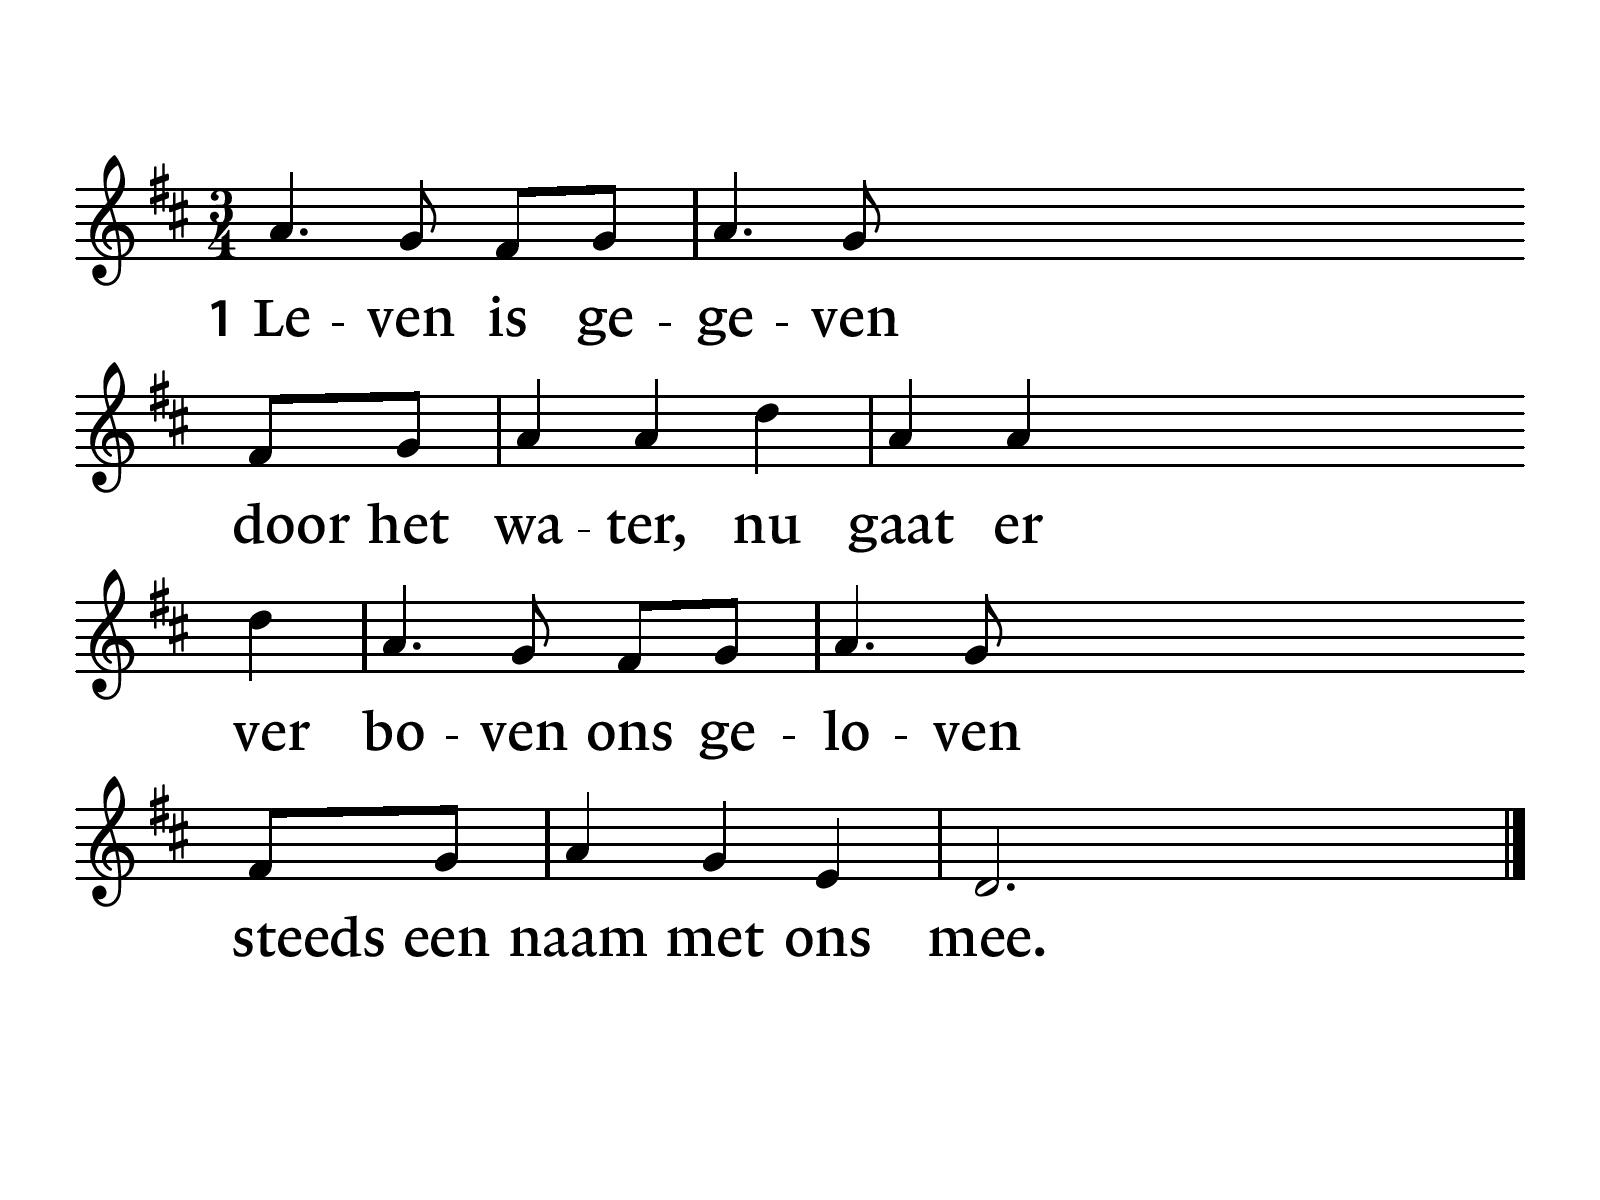 1 Le - ven is ge - ge - ven
door het wa - ter, nu gaat er
ver bo - ven ons ge - lo - ven
steeds een naam met ons mee.